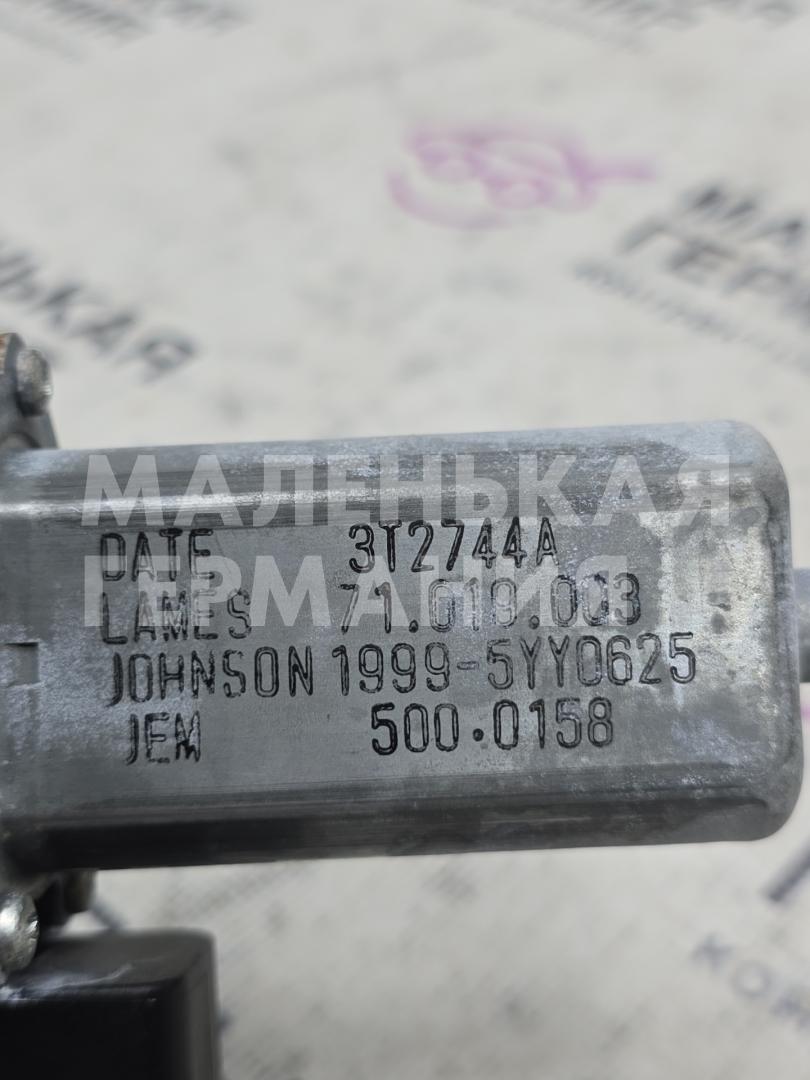 МАЛЕНЬКАЯ
ГЕРМАНИЯ
DATE 3T2744A
LAMES 71.019.003
JOHNSON 1999-5YY0625
JEM 500.0158